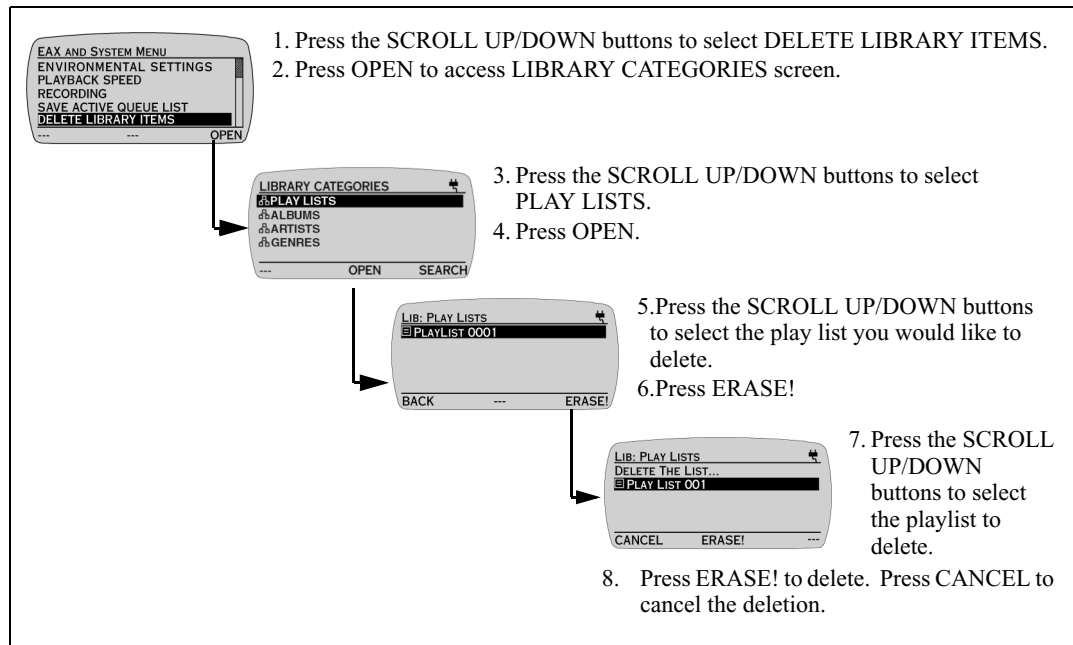 EAX AND SYSTEM MENU
ENVIRONMENTAL SETTINGS
PLAYBACK SPEED
RECORDING
SAVE ACTIVE QUEUE LIST
DELETE LIBRARY ITEMS
--- --- OPEN
1. Press the SCROLL UP/DOWN buttons to select DELETE LIBRARY ITEMS.
2. Press OPEN to access LIBRARY CATEGORIES screen.
LIBRARY CATEGORIES
PLAY LISTS
ALBUMS
ARTISTS
GENRES
--- OPEN SEARCH
3. Press the SCROLL UP/DOWN buttons to select
PLAY LISTS.
4. Press OPEN.
LIB: PLAY LISTS
PLAYLIST 0001
BACK --- ERASE!
5.Press the SCROLL UP/DOWN buttons
to select the play list you would like to
delete.
6.Press ERASE!
LIB: PLAY LISTS
DELETE THE LIST...
PLAY LIST 001
CANCEL ERASE! ---
7. Press the SCROLL
UP/DOWN
buttons to select
the playlist to
delete.
8. Press ERASE! to delete. Press CANCEL to
cancel the deletion.